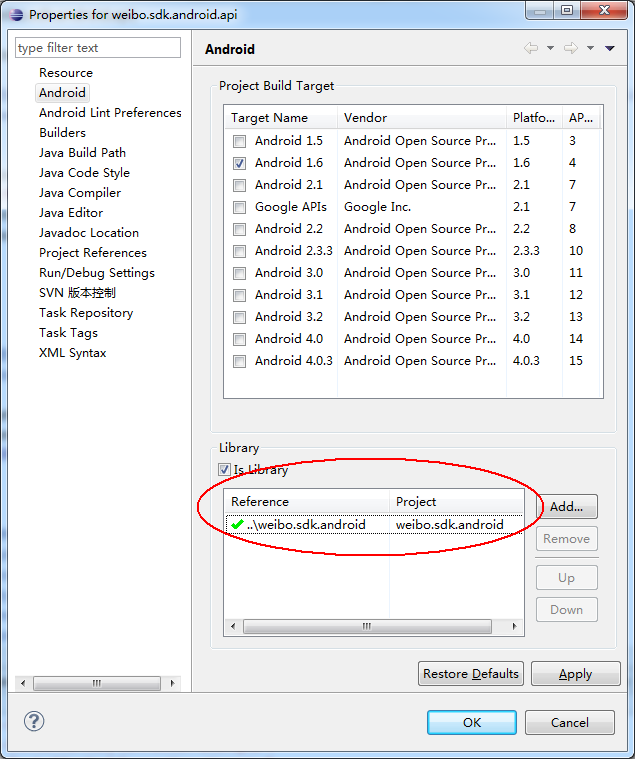 Properties for weibo.sdk.android.api
type filter text
Resource
Android
Android Lint Preferences
Builders
Java Build Path
Java Code Style
Java Compiler
Java Editor
Javadoc Location
Project References
Run/Debug Settings
SVN 版本控制
Task Repository
Task Tags
XML Syntax
Android
Project Build Target
Target Name Vendor Platfo... AP...
Android 1.5 Android Open Source Pr... 1.5 3
Android 1.6 Android Open Source Pr... 1.6 4
Android 2.1 Android Open Source Pr... 2.1 7
Google APIs Google Inc. 2.1 7
Android 2.2 Android Open Source Pr... 2.2 8
Android 2.3.3 Android Open Source Pr... 2.3.3 10
Android 3.0 Android Open Source Pr... 3.0 11
Android 3.1 Android Open Source Pr... 3.1 12
Android 3.2 Android Open Source Pr... 3.2 13
Android 4.0 Android Open Source Pr... 4.0 14
Android 4.0.3 Android Open Source Pr... 4.0.3 15
Library
Is Library
Reference Project
..\weibo.sdk.android weibo.sdk.android
Add...
Remove
Up
Down
Restore Defaults Apply
? OK Cancel